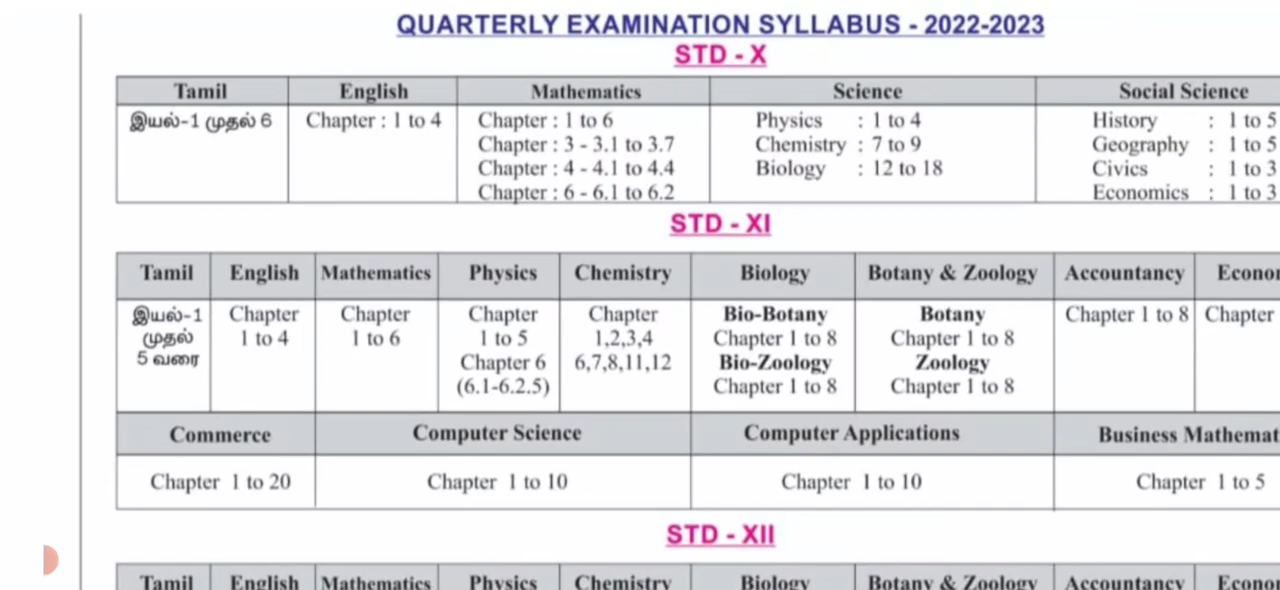 QUARTERLY EXAMINATION SYLLABUS - 2022-2023
STD - X
Tamil English Mathematics Science Social Science
இயல்-1 முதல் 6 Chapter : 1 to 4 Chapter : 1 to 6 Physics : 1 to 4 History : 1 to 5
Chapter : 3 - 3.1 to 3.7 Chemistry : 7 to 9 Geography : 1 to 5
Chapter : 4 - 4.1 to 4.4 Biology : 12 to 18 Civics : 1 to 3
Chapter : 6 - 6.1 to 6.2 Economics : 1 to 3
STD - XI
Tamil English Mathematics Physics Chemistry Biology Botany & Zoology Accountancy Econo
இயல்-1 Chapter Chapter Chapter Chapter Bio-Botany Botany Chapter 1 to 8 Chapter
முதல் 1 to 4 1 to 6 1 to 5 1,2,3,4 Chapter 1 to 8 Chapter 1 to 8
5 வரை Chapter 6 6,7,8,11,12 Bio-Zoology Zoology
(6.1-6.2.5) Chapter 1 to 8 Chapter 1 to 8
Commerce Computer Science Computer Applications Business Mathemat
Chapter 1 to 20 Chapter 1 to 10 Chapter 1 to 10 Chapter 1 to 5
STD - XII
Tamil English Mathematics Physics Chemistry Biology Botany & Zoology Accountancy Econo